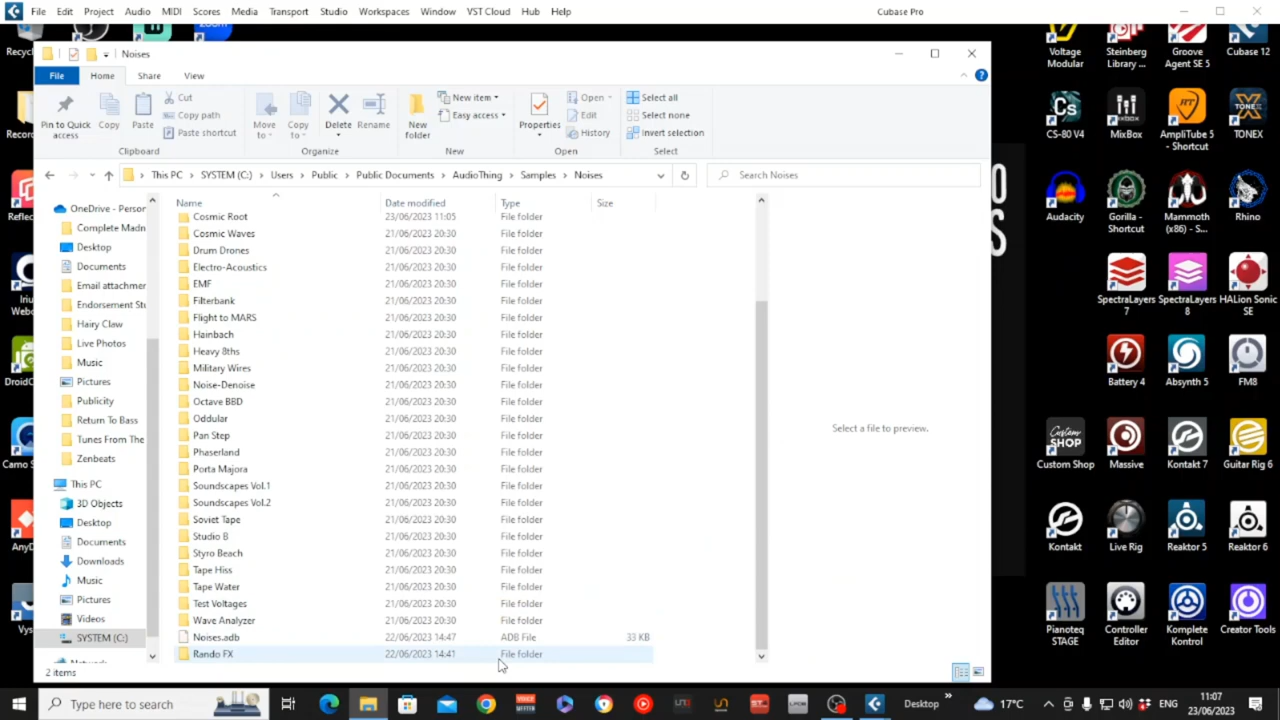 File Edit Project Audio MIDI Scores Media Transport Studio Workspaces Window VST Cloud Hub Help
Cubase Pro
Noises
File Home Share View
Pin to Quick access
Copy
Paste
Cut
Copy path
Paste shortcut
Clipboard
Move to
Copy to
Delete
Rename
Organize
New folder
New item
Easy access
New
Properties
Open
Edit
History
Open
Select all
Select none
Invert selection
Select
This PC > SYSTEM (C:) > Users > Public > Public Documents > AudioThing > Samples > Noises
Search Noises
OneDrive - Person
Complete Madn
Desktop
Documents
Email attachmer
Endorsement Stu
Hairy Claw
Live Photos
Music
Pictures
Publicity
Return To Bass
Tunes From The
Zenbeats
This PC
3D Objects
Desktop
Documents
Downloads
Music
Pictures
Videos
SYSTEM (C:)
Name Date modified Type Size
Cosmic Root 23/06/2023 11:05 File folder
Cosmic Waves 21/06/2023 20:30 File folder
Drum Drones 21/06/2023 20:30 File folder
Electro-Acoustics 21/06/2023 20:30 File folder
EMF 21/06/2023 20:30 File folder
Filterbank 21/06/2023 20:30 File folder
Flight to MARS 21/06/2023 20:30 File folder
Hainbach 21/06/2023 20:30 File folder
Heavy 8ths 21/06/2023 20:30 File folder
Military Wires 21/06/2023 20:30 File folder
Noise-Denoise 21/06/2023 20:30 File folder
Octave BBD 21/06/2023 20:30 File folder
Oddular 21/06/2023 20:30 File folder
Pan Step 21/06/2023 20:30 File folder
Phaserland 21/06/2023 20:30 File folder
Porta Majora 21/06/2023 20:30 File folder
Soundscapes Vol.1 21/06/2023 20:30 File folder
Soundscapes Vol.2 21/06/2023 20:30 File folder
Soviet Tape 21/06/2023 20:30 File folder
Studio B 21/06/2023 20:30 File folder
Styro Beach 21/06/2023 20:30 File folder
Tape Hiss 21/06/2023 20:30 File folder
Tape Water 21/06/2023 20:30 File folder
Test Voltages 21/06/2023 20:30 File folder
Wave Analyzer 21/06/2023 20:30 File folder
Noises.adb 22/06/2023 14:47 ADB File 33 KB
Rando FX 22/06/2023 14:41 File folder
Select a file to preview.
2 items
Voltage Modular
Steinberg Library ...
Groove Agent SE 5
Cubase 12
CS-80 V4
MixBox
AmpliTube 5 - Shortcut
TONEX
Audacity
Gorilla - Shortcut
Mammoth (x86) - S...
Rhino
SpectraLayers 7
SpectraLayers 8
HALion Sonic SE
Battery 4
Absynth 5
FM8
Custom Shop
Massive
Kontakt 7
Guitar Rig 6
Kontakt
Live Rig
Reaktor 5
Reaktor 6
Pianoteq STAGE
Controller Editor
Komplete Kontrol
Creator Tools
Type here to search
Desktop
17°C
ENG
11:07
23/06/2023